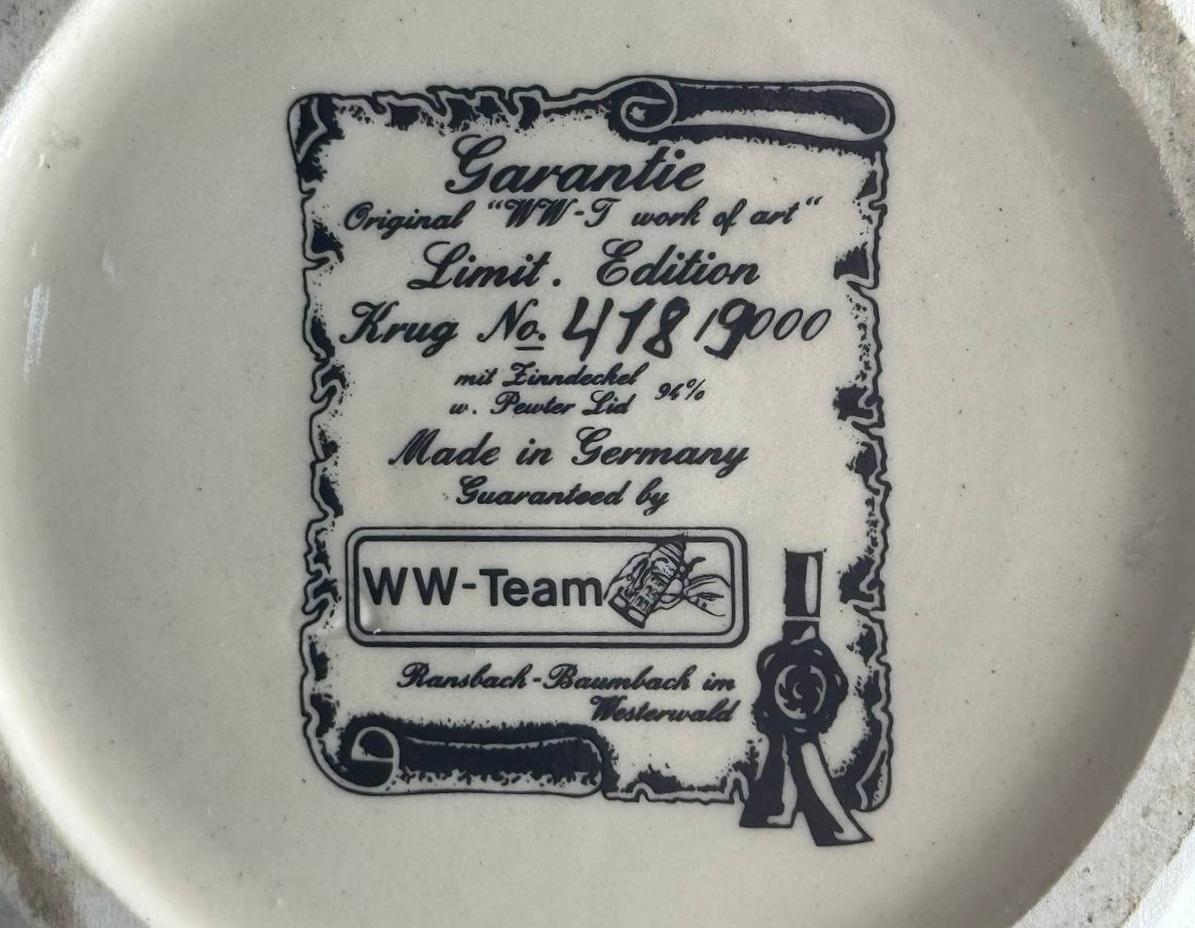 Garantie
Original "WW-T work of art"
Limit. Edition
Krug No. 418/9000
mit Zinndeckel
w. Pewter Lid 94%
Made in Germany
Guaranteed by
WW-Team
Ransbach-Baumbach im
Westerwald